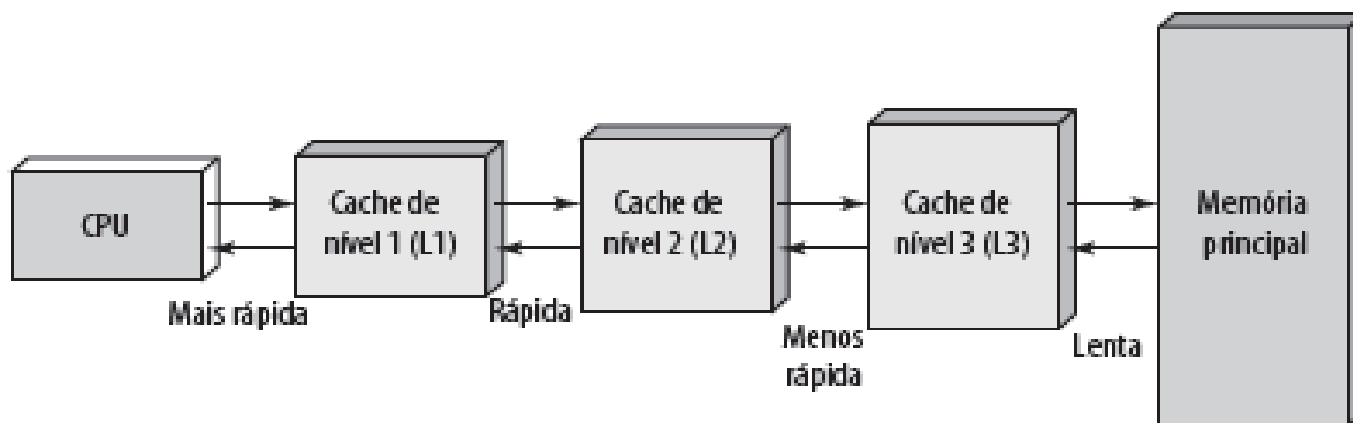 CPU
Cache de
nível 1 (L1)
Cache de
nível 2 (L2)
Cache de
nível 3 (L3)
Memória
principal
Mais rápida
Rápida
Menos
rápida
Lenta